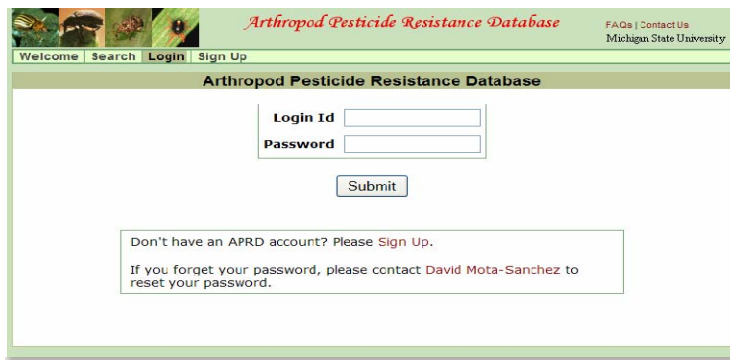 Arthropod Pesticide Resistance Database
FAQs | Contact Us
Michigan State University
Welcome | Search | Login | Sign Up
Arthropod Pesticide Resistance Database
Login Id
Password
Submit
Don't have an APRD account? Please Sign Up.
If you forget your password, please contact David Mota-Sanchez to
reset your password.